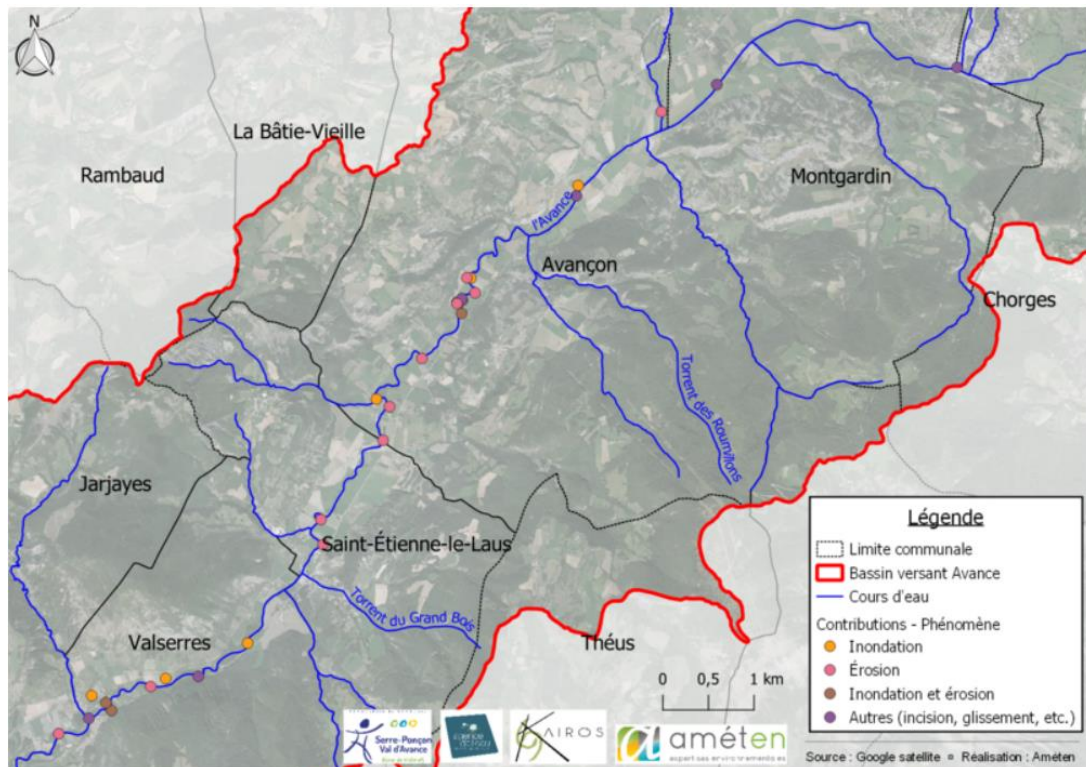 N
La Bâtie-Vieille
Rambaud
Montgardin
l'Avance
Avançon
Chorges
Torrent des Roumillons
Jarjayes
Saint-Étienne-le-Laus
Torrent du Grand Bois
Valserres
Théus
0 0,5 1 km
Légende
Limite communale
Bassin versant Avance
Cours d'eau
Contributions - Phénomène
Inondation
Érosion
Inondation et érosion
Autres (incision, glissement, etc.)
Serre-Ponçon
Val d'Avance
KAIROS
améten
Source : Google satellite Réalisation : Améten